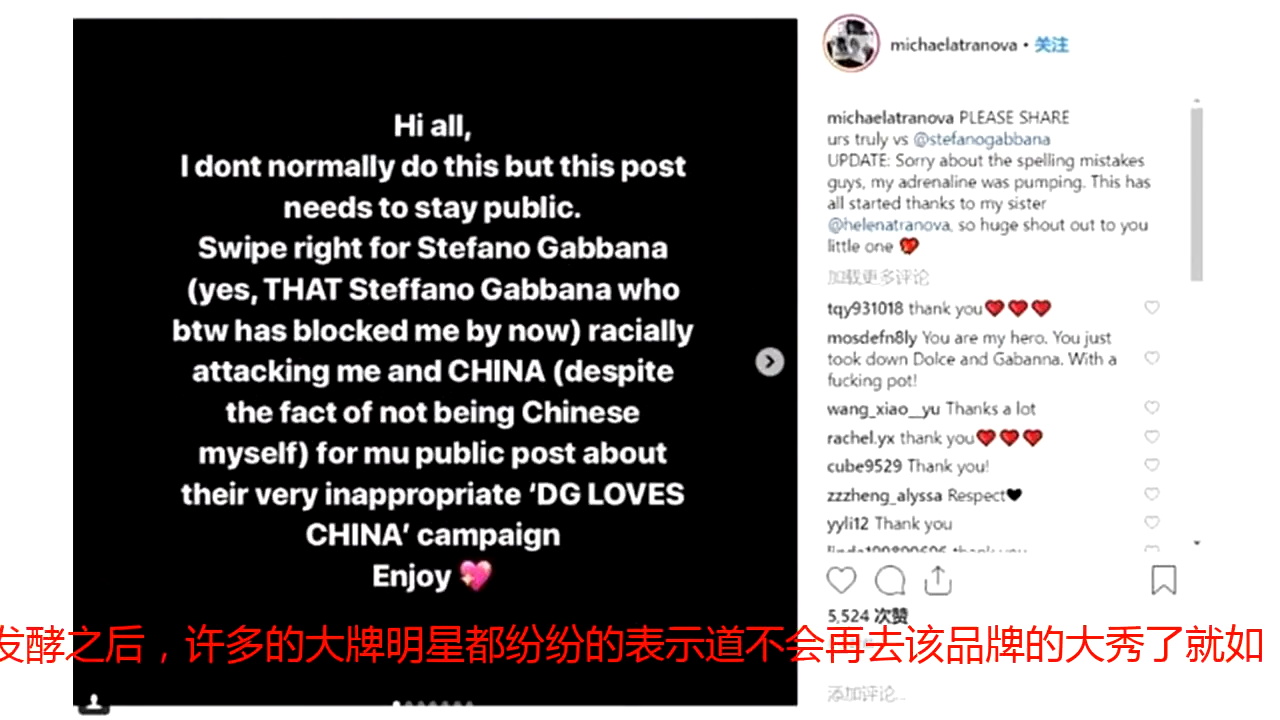 Hi all,
I dont normally do this but this post
needs to stay public.
Swipe right for Stefano Gabbana
(yes, THAT Steffano Gabbana who
btw has blocked me by now) racially
attacking me and CHINA (despite
the fact of not being Chinese
myself) for mu public post about
their very inappropriate ‘DG LOVES
CHINA’ campaign
Enjoy 💖
michaelatranova • 关注
michaelatranova PLEASE SHARE
urs truly vs @stefanogabbana
UPDATE: Sorry about the spelling mistakes
guys, my adrenaline was pumping. This has
all started thanks to my sister
@helenatranova, so huge shout out to you
little one ❤️
加载更多评论
tqy931018 thank you❤️❤️❤️
mosdefn8ly You are my hero. You just
took down Dolce and Gabanna. With a
fucking pot!
wang_xiao__yu Thanks a lot
rachel.yx thank you❤️❤️❤️
cube9529 Thank you!
zzzheng_alyssa Respect🖤
yyli12 Thank you
5,524 次赞
发酵之后，许多的大牌明星都纷纷的表示道不会再去该品牌的大秀了就如
添加评论...